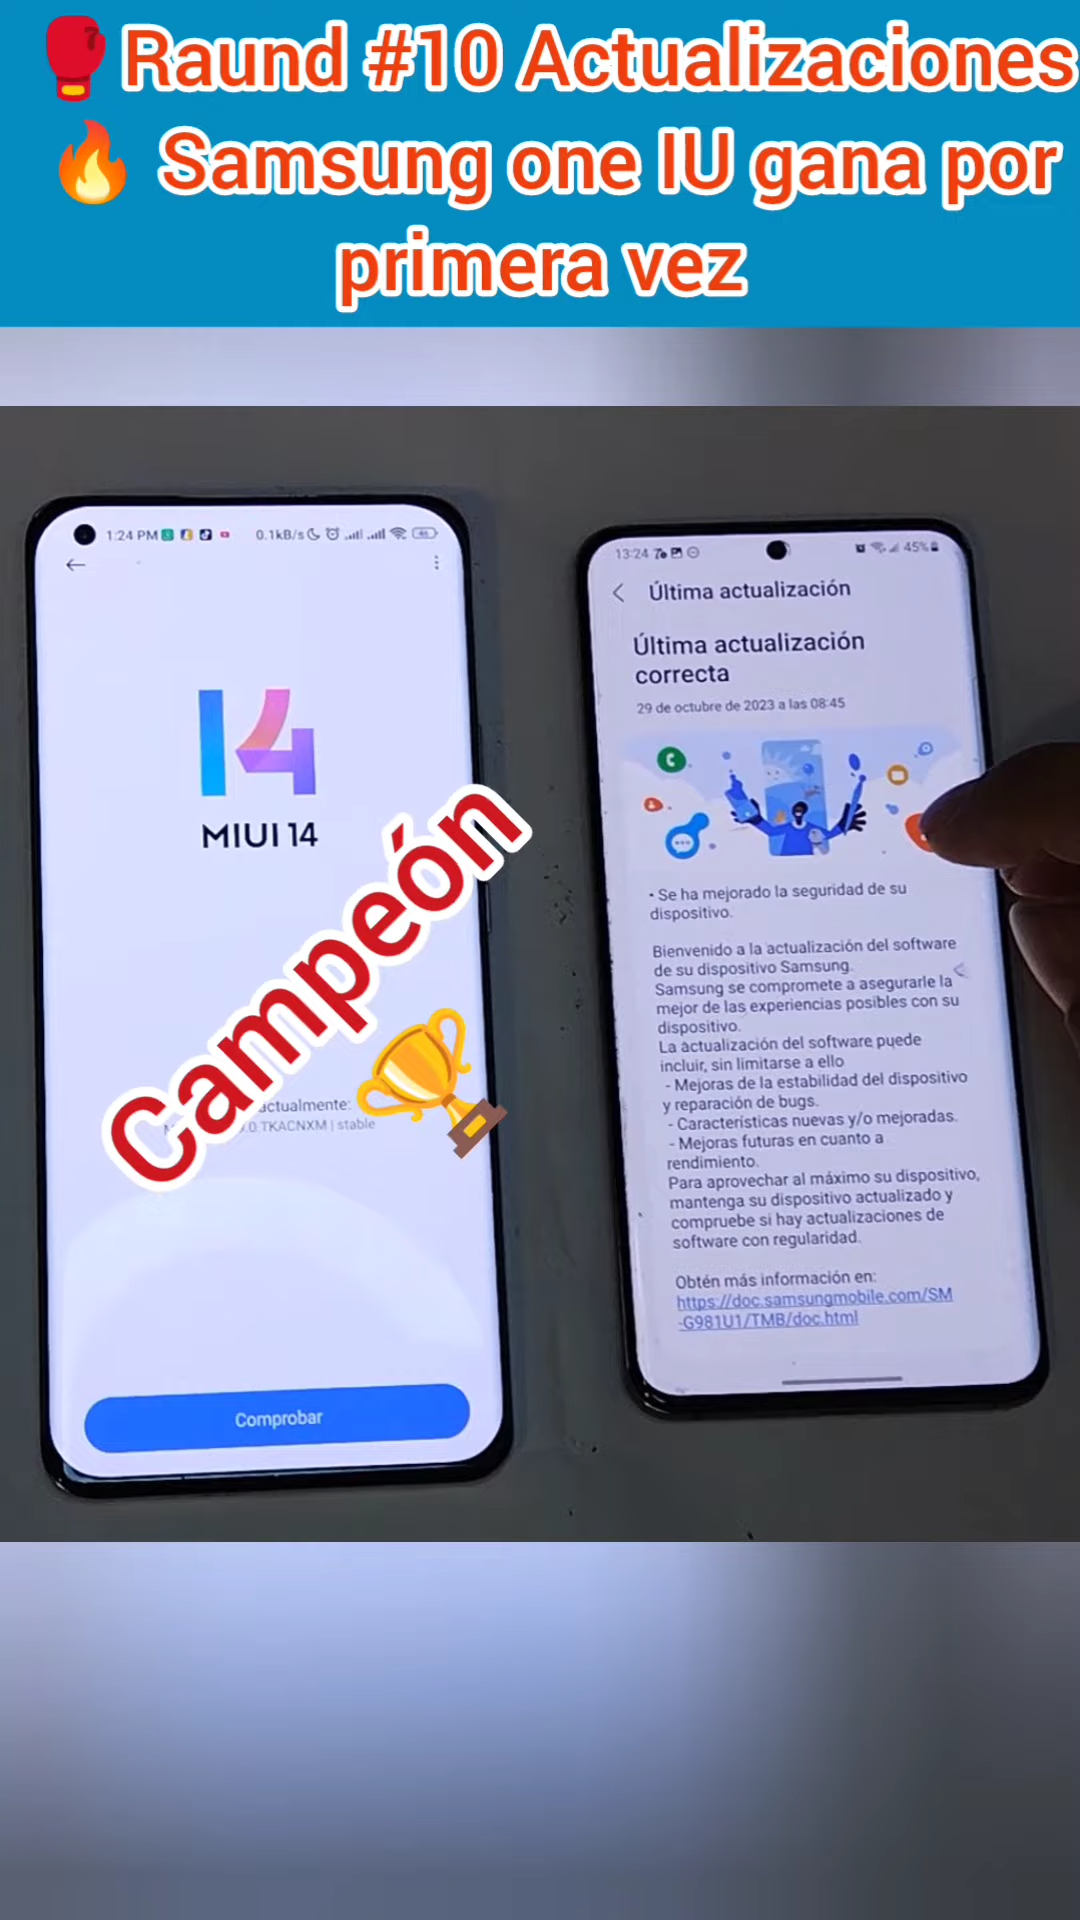 Raund #10 Actualizaciones
Samsung one IU gana por
primera vez
1:24 PM
0.1kB/s
MIUI 14
Campeón
actualmente:
.0.TKACNXM | stable
Comprobar
13:24
45%
Última actualización
Última actualización
correcta
29 de octubre de 2023 a las 08:45
• Se ha mejorado la seguridad de su
dispositivo.
Bienvenido a la actualización del software
de su dispositivo Samsung.
Samsung se compromete a asegurarle la
mejor de las experiencias posibles con su
dispositivo.
La actualización del software puede
incluir, sin limitarse a ello
- Mejoras de la estabilidad del dispositivo
y reparación de bugs.
- Características nuevas y/o mejoradas.
- Mejoras futuras en cuanto a
rendimiento.
Para aprovechar al máximo su dispositivo,
mantenga su dispositivo actualizado y
compruebe si hay actualizaciones de
software con regularidad.
Obtén más información en:
https://doc.samsungmobile.com/SM
-G981U1/TMB/doc.html